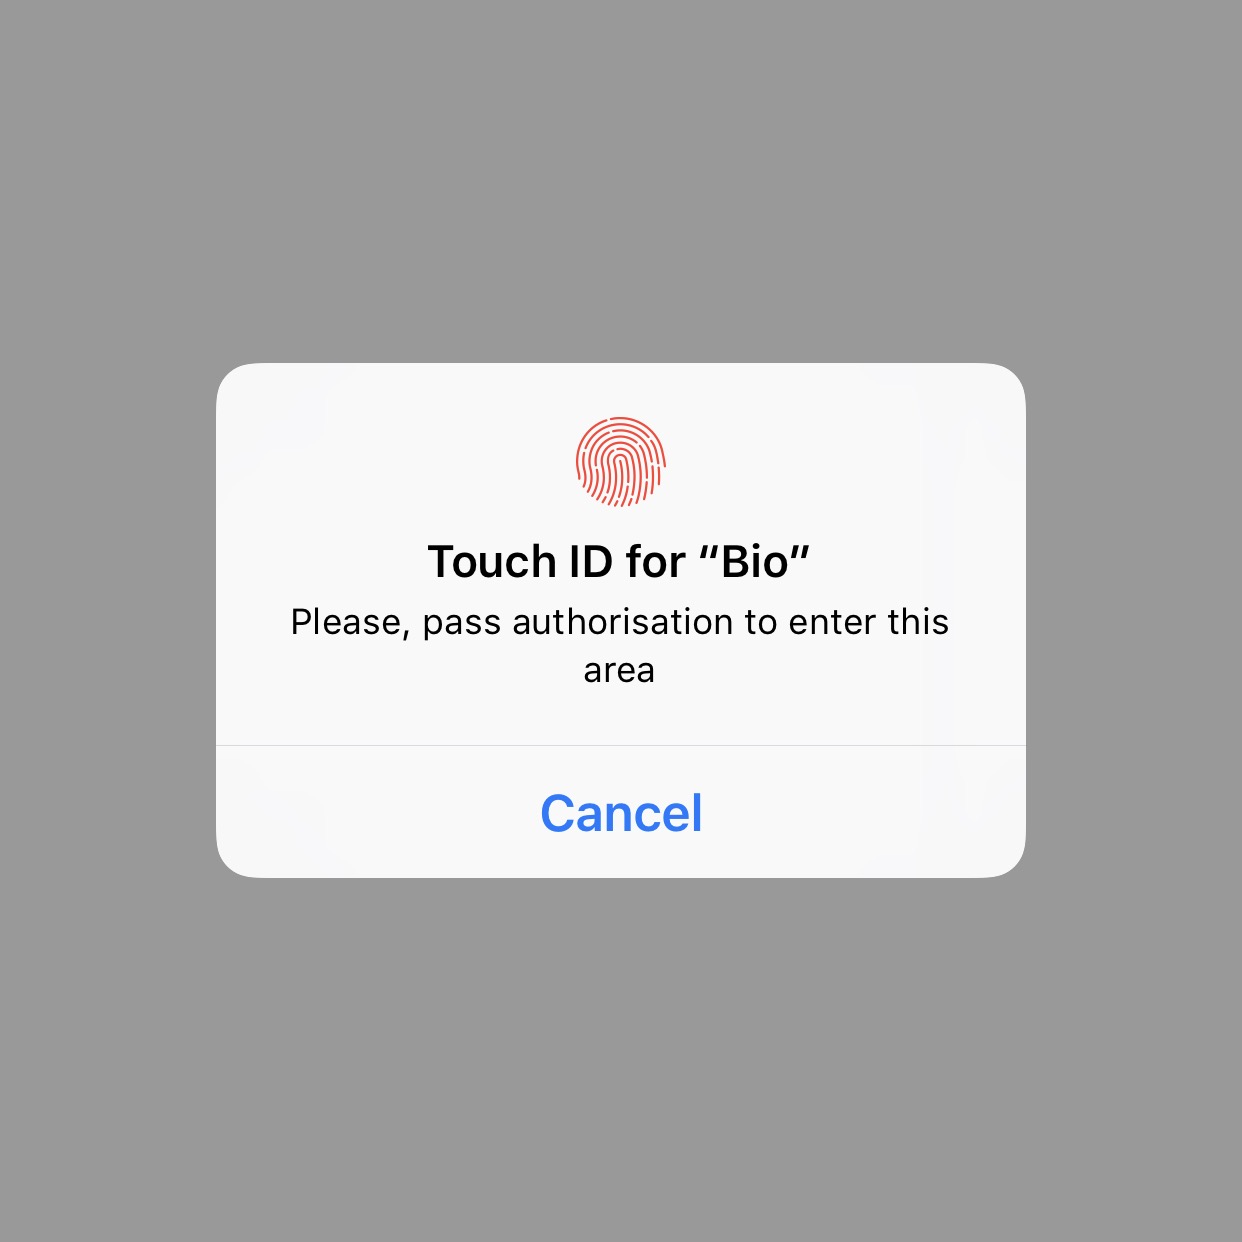 Touch ID for “Bio”
Please, pass authorisation to enter this
area
Cancel